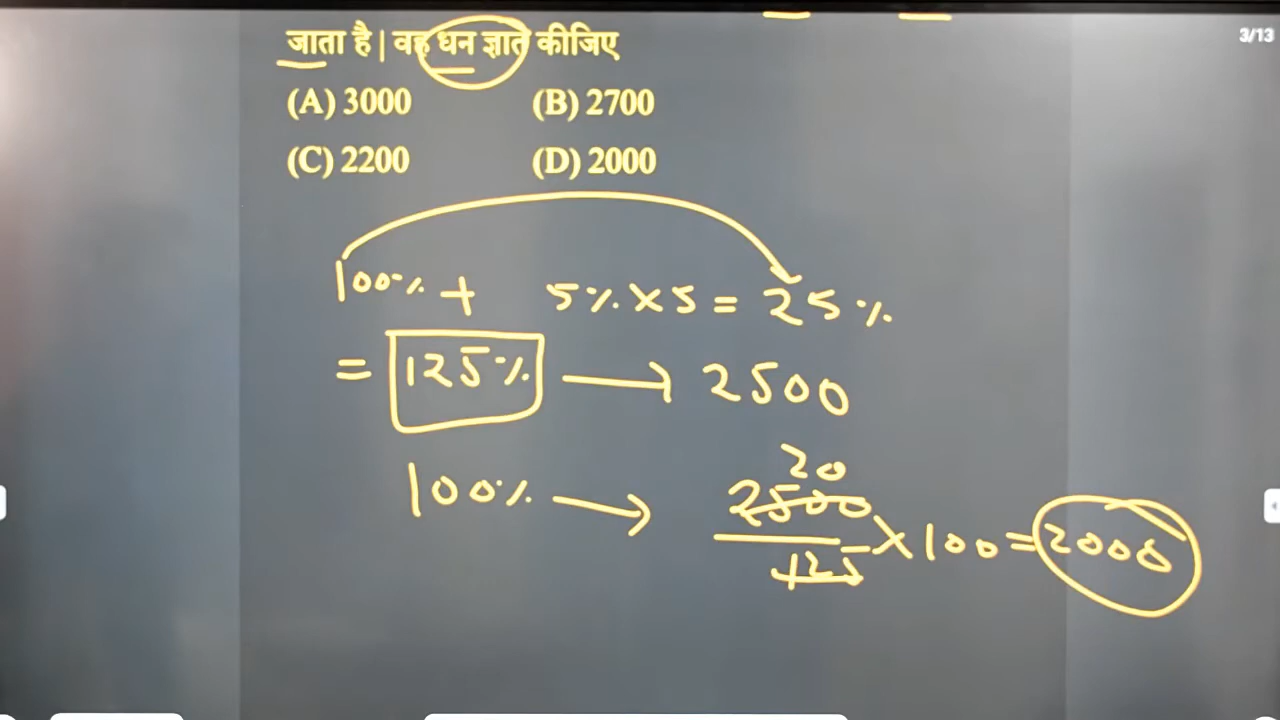 3/13
जाता है | वह धन ज्ञात कीजिए
(A) 3000 (B) 2700
(C) 2200 (D) 2000
100% + 5% × 5 = 25%
= 125% → 2500
20
100% → 2500/125 × 100 = 2000